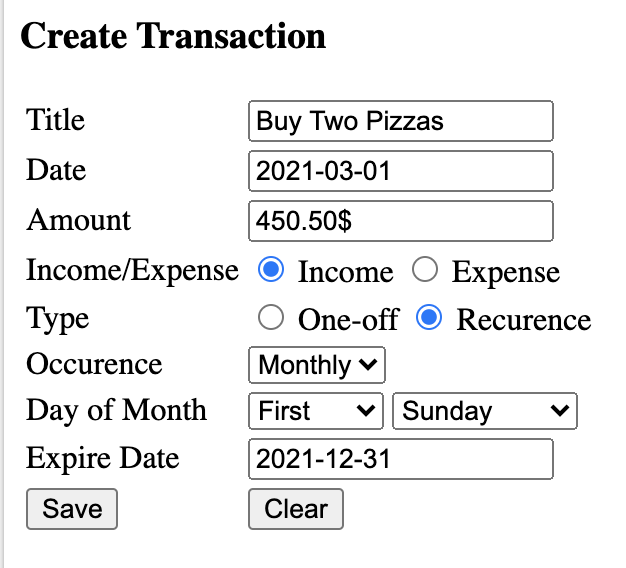 Create Transaction
Title Buy Two Pizzas
Date 2021-03-01
Amount 450.50$
Income/Expense Income Expense
Type One-off Recurence
Occurence Monthly
Day of Month First Sunday
Expire Date 2021-12-31
Save Clear